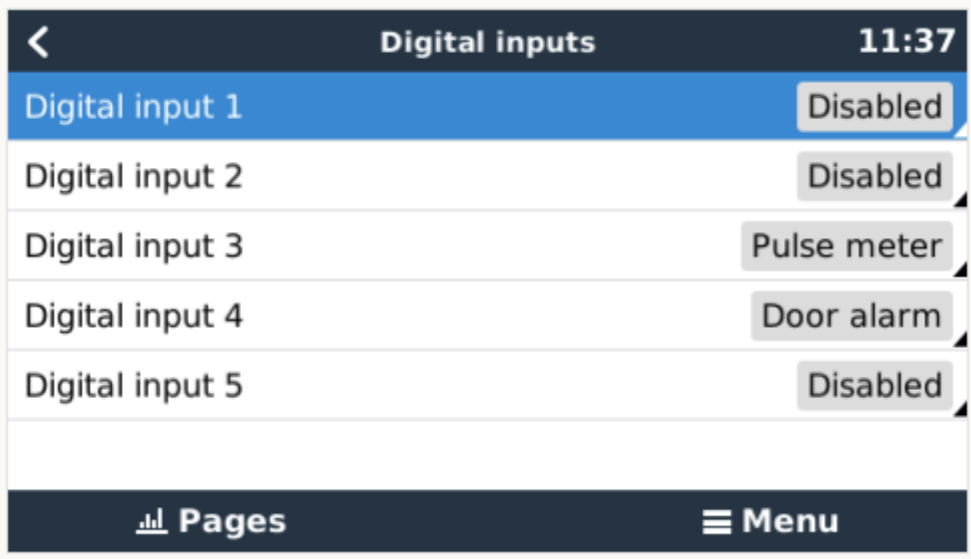 Digital inputs 11:37
Digital input 1 Disabled
Digital input 2 Disabled
Digital input 3 Pulse meter
Digital input 4 Door alarm
Digital input 5 Disabled
Pages Menu